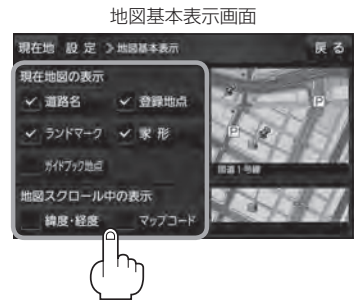 地図基本表示画面
現在地 設定 > 地図基本表示 戻る
現在地図の表示
道路名 登録地点
ランドマーク 家形
ガイドブック地点
国道1号線
地図スクロール中の表示
緯度・経度 マップコード
P
P